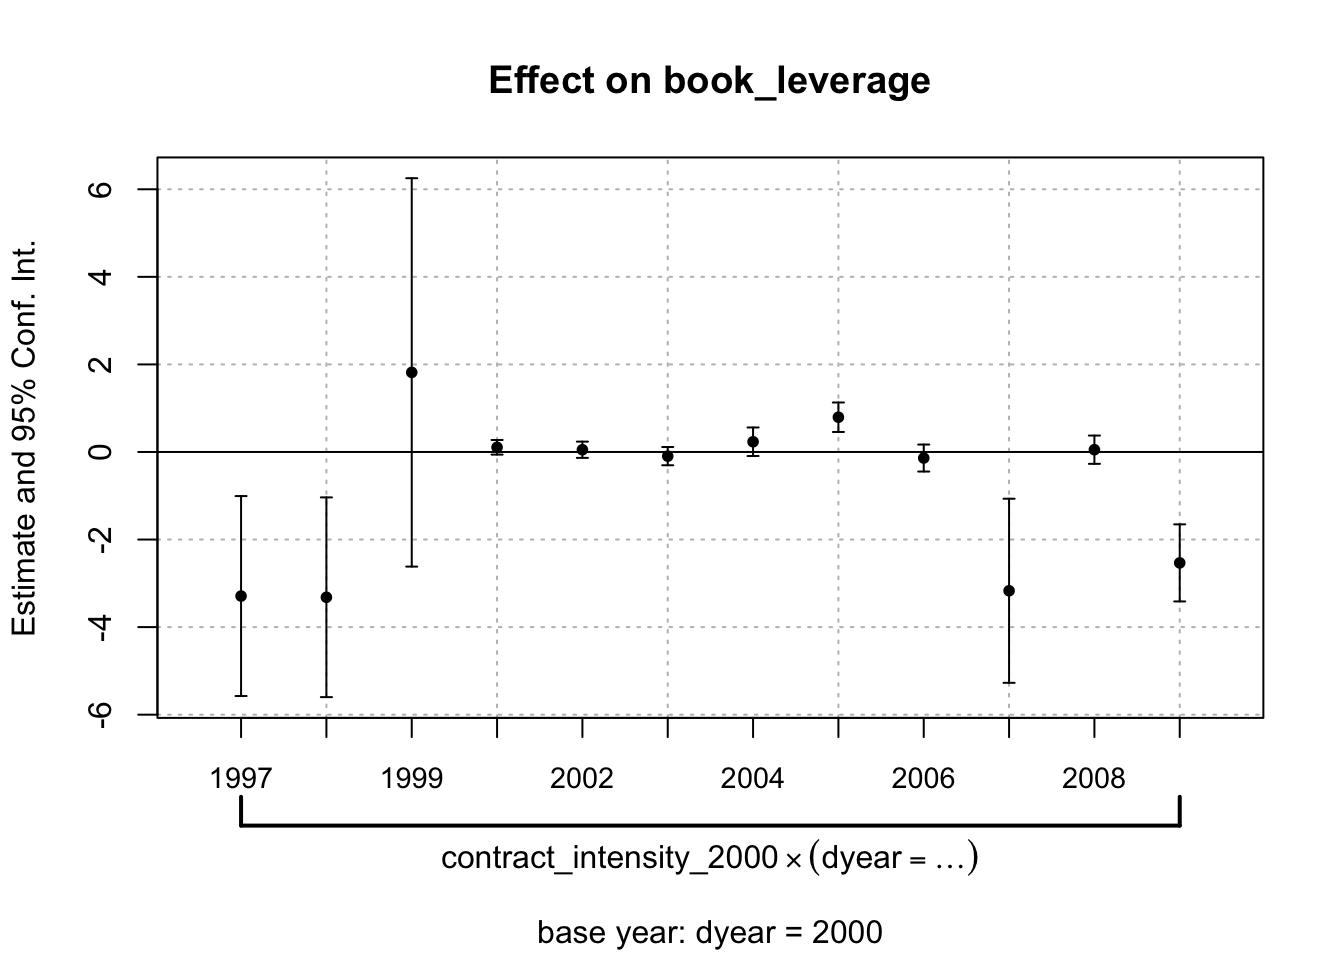 Effect on book_leverage
Estimate and 95% Conf. Int.
6
4
2
0
-2
-4
-6
1997 1999 2002 2004 2006 2008
contract_intensity_2000 × (dyear = …)
base year: dyear = 2000